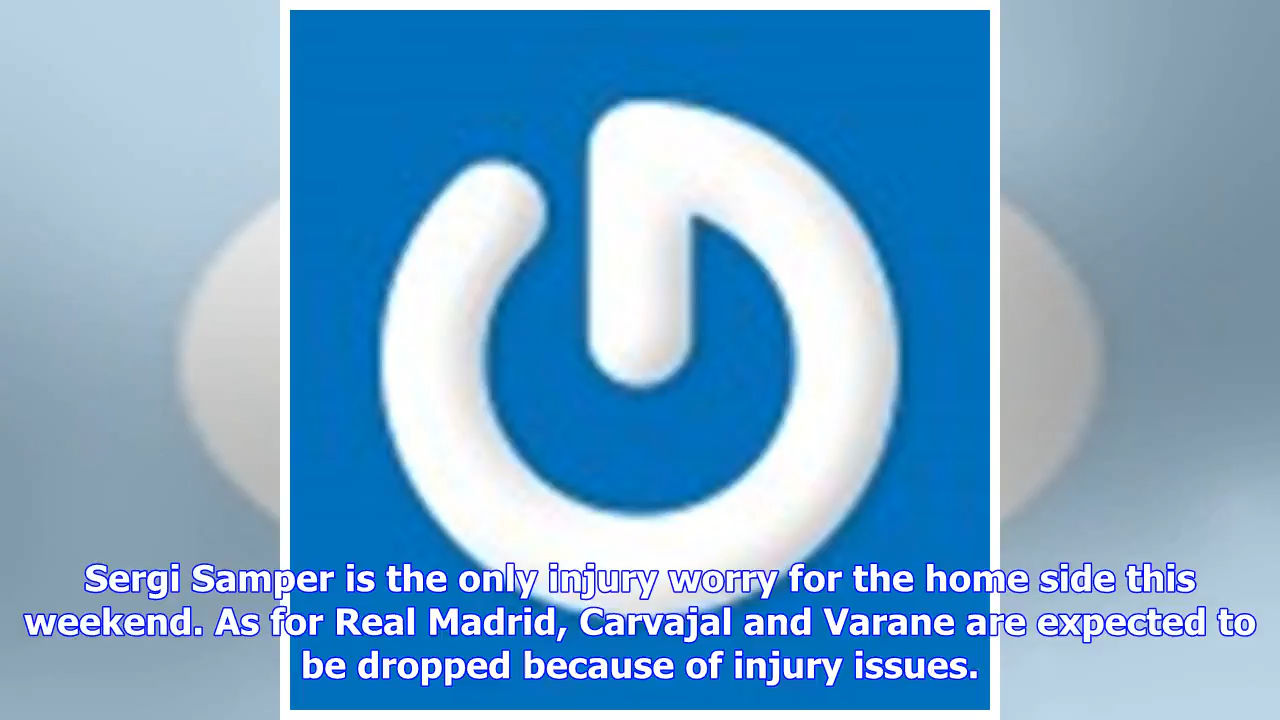 Sergi Samper is the only injury worry for the home side this
weekend. As for Real Madrid, Carvajal and Varane are expected to
be dropped because of injury issues.